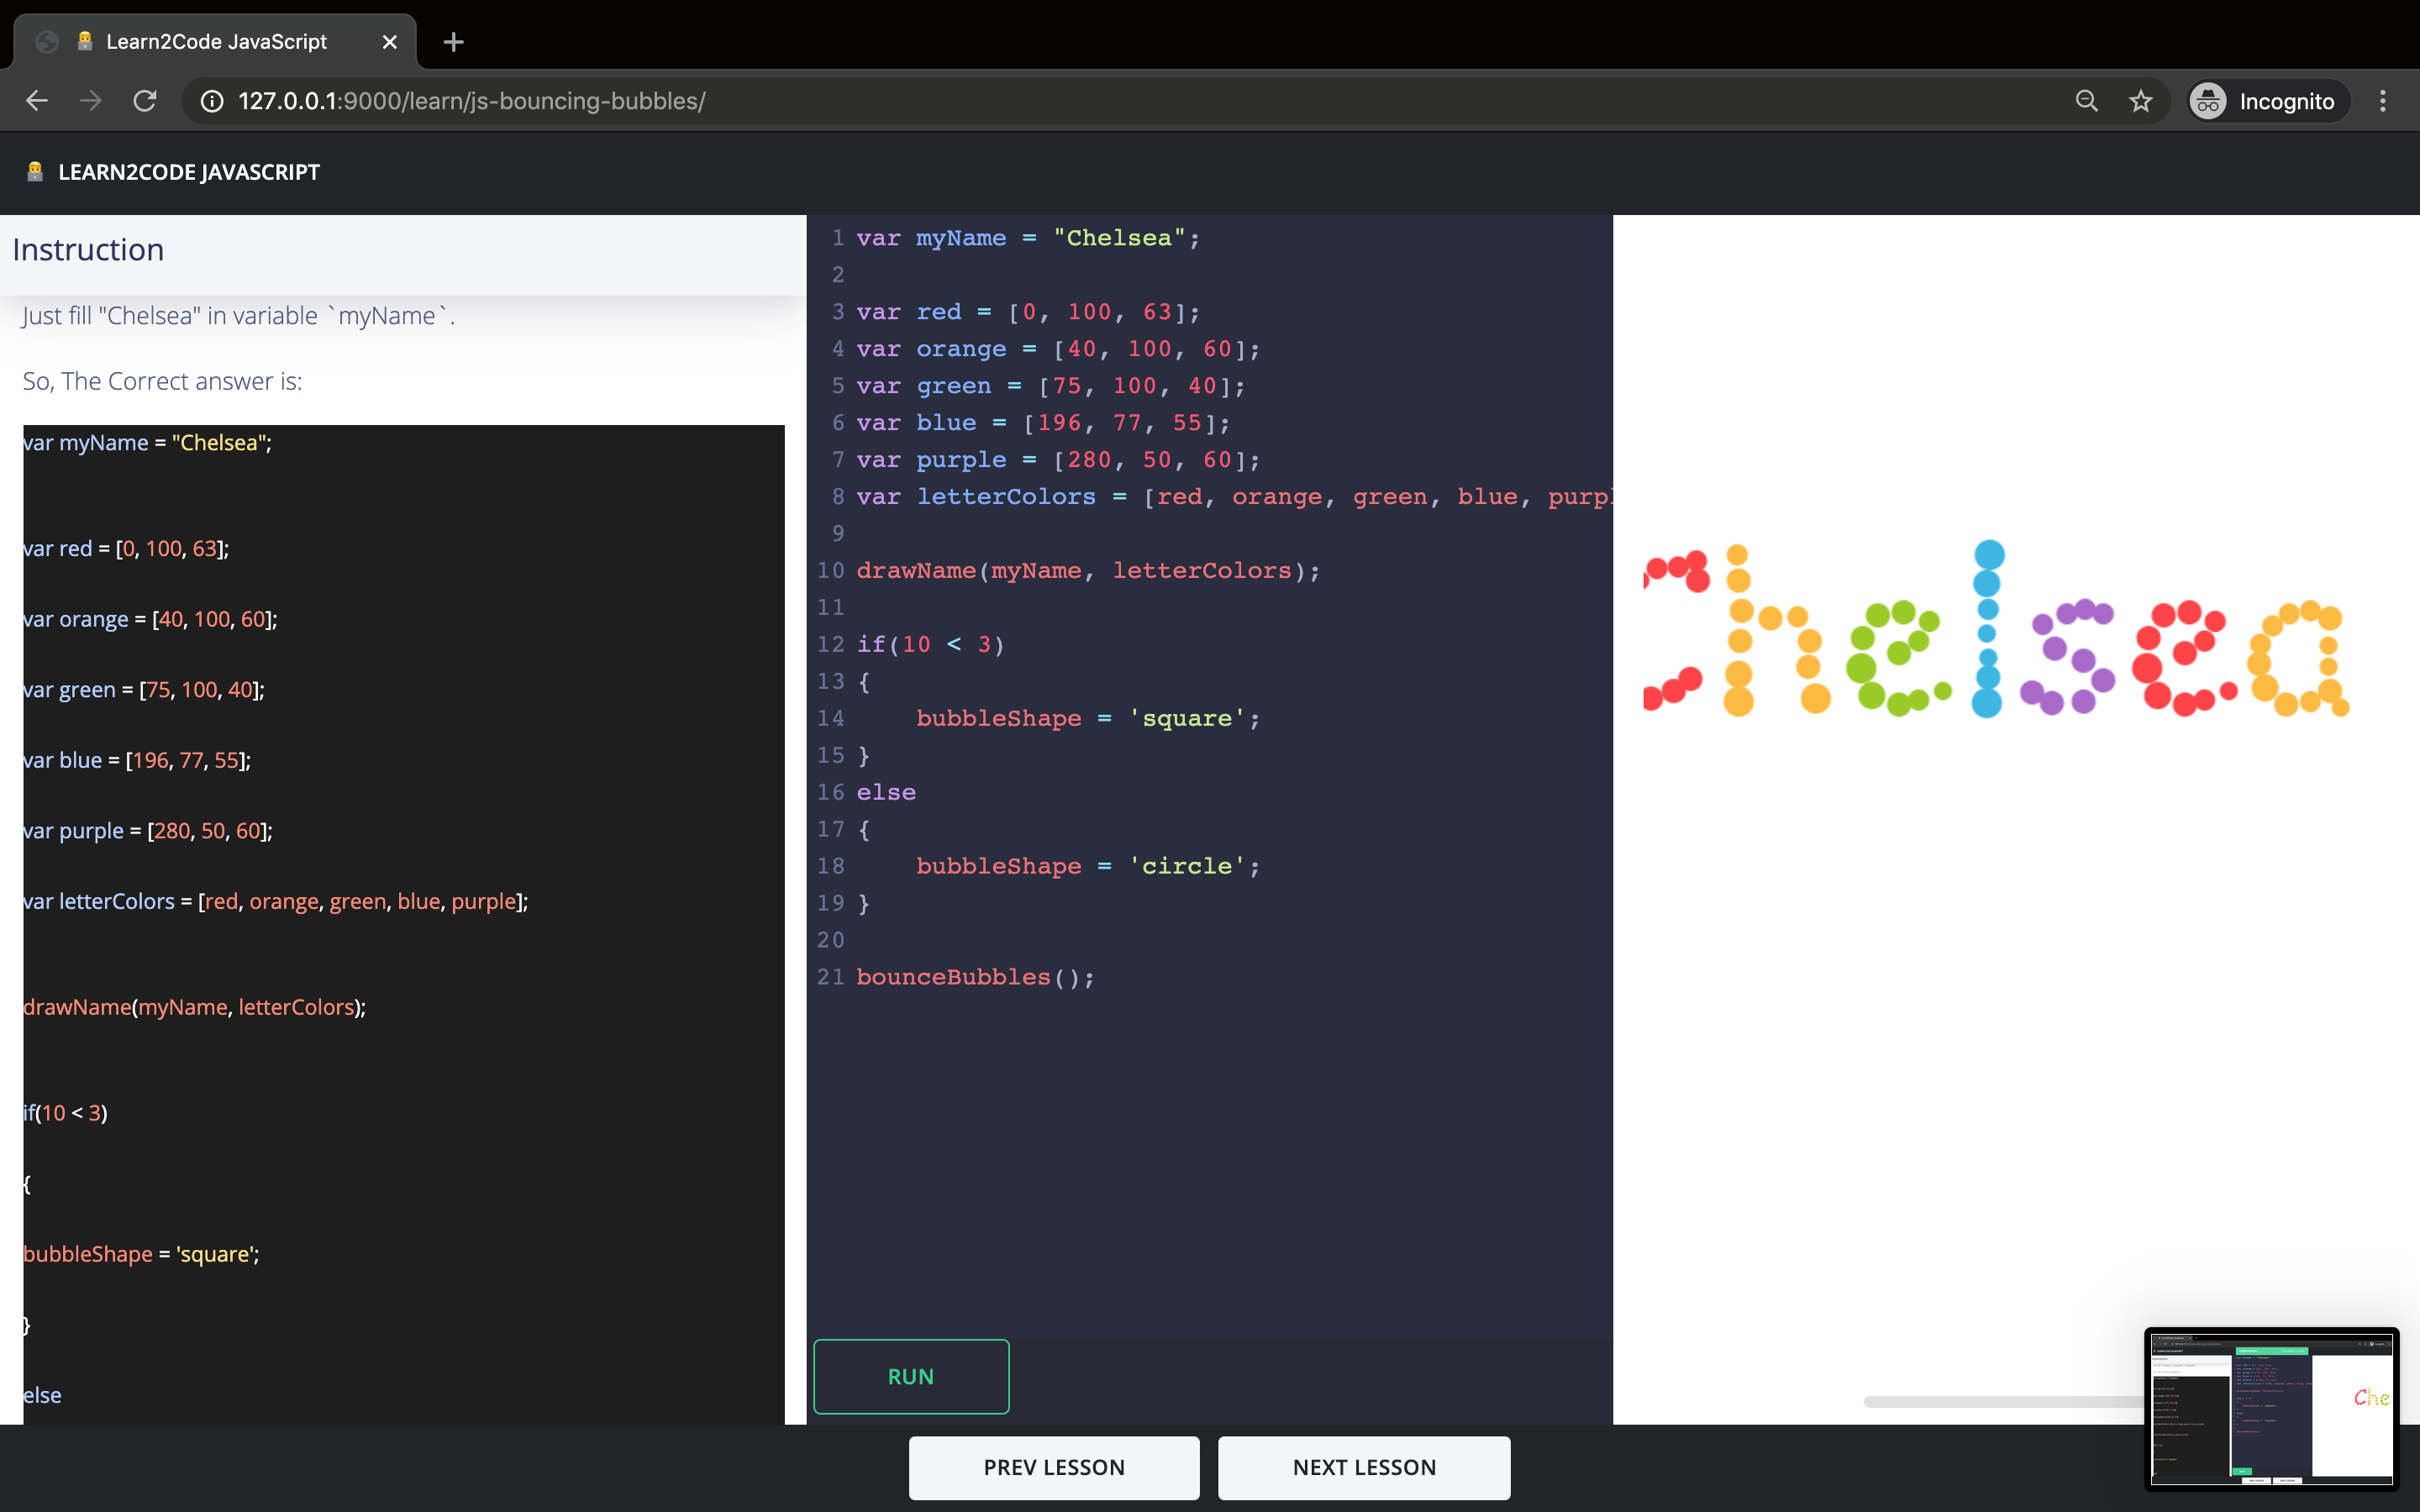 Learn2Code JavaScript
127.0.0.1:9000/learn/js-bouncing-bubbles/
Incognito
LEARN2CODE JAVASCRIPT
Instruction
Just fill "Chelsea" in variable `myName`.
So, The Correct answer is:
var myName = "Chelsea";
var red = [0, 100, 63];
var orange = [40, 100, 60];
var green = [75, 100, 40];
var blue = [196, 77, 55];
var purple = [280, 50, 60];
var letterColors = [red, orange, green, blue, purple];
drawName(myName, letterColors);
if(10 < 3)
{
bubbleShape = 'square';
}
else
1 var myName = "Chelsea";
2
3 var red = [0, 100, 63];
4 var orange = [40, 100, 60];
5 var green = [75, 100, 40];
6 var blue = [196, 77, 55];
7 var purple = [280, 50, 60];
8 var letterColors = [red, orange, green, blue, purpl
9
10 drawName(myName, letterColors);
11
12 if(10 < 3)
13 {
14 bubbleShape = 'square';
15 }
16 else
17 {
18 bubbleShape = 'circle';
19 }
20
21 bounceBubbles();
RUN
Chelsea
Che
PREV LESSON
NEXT LESSON